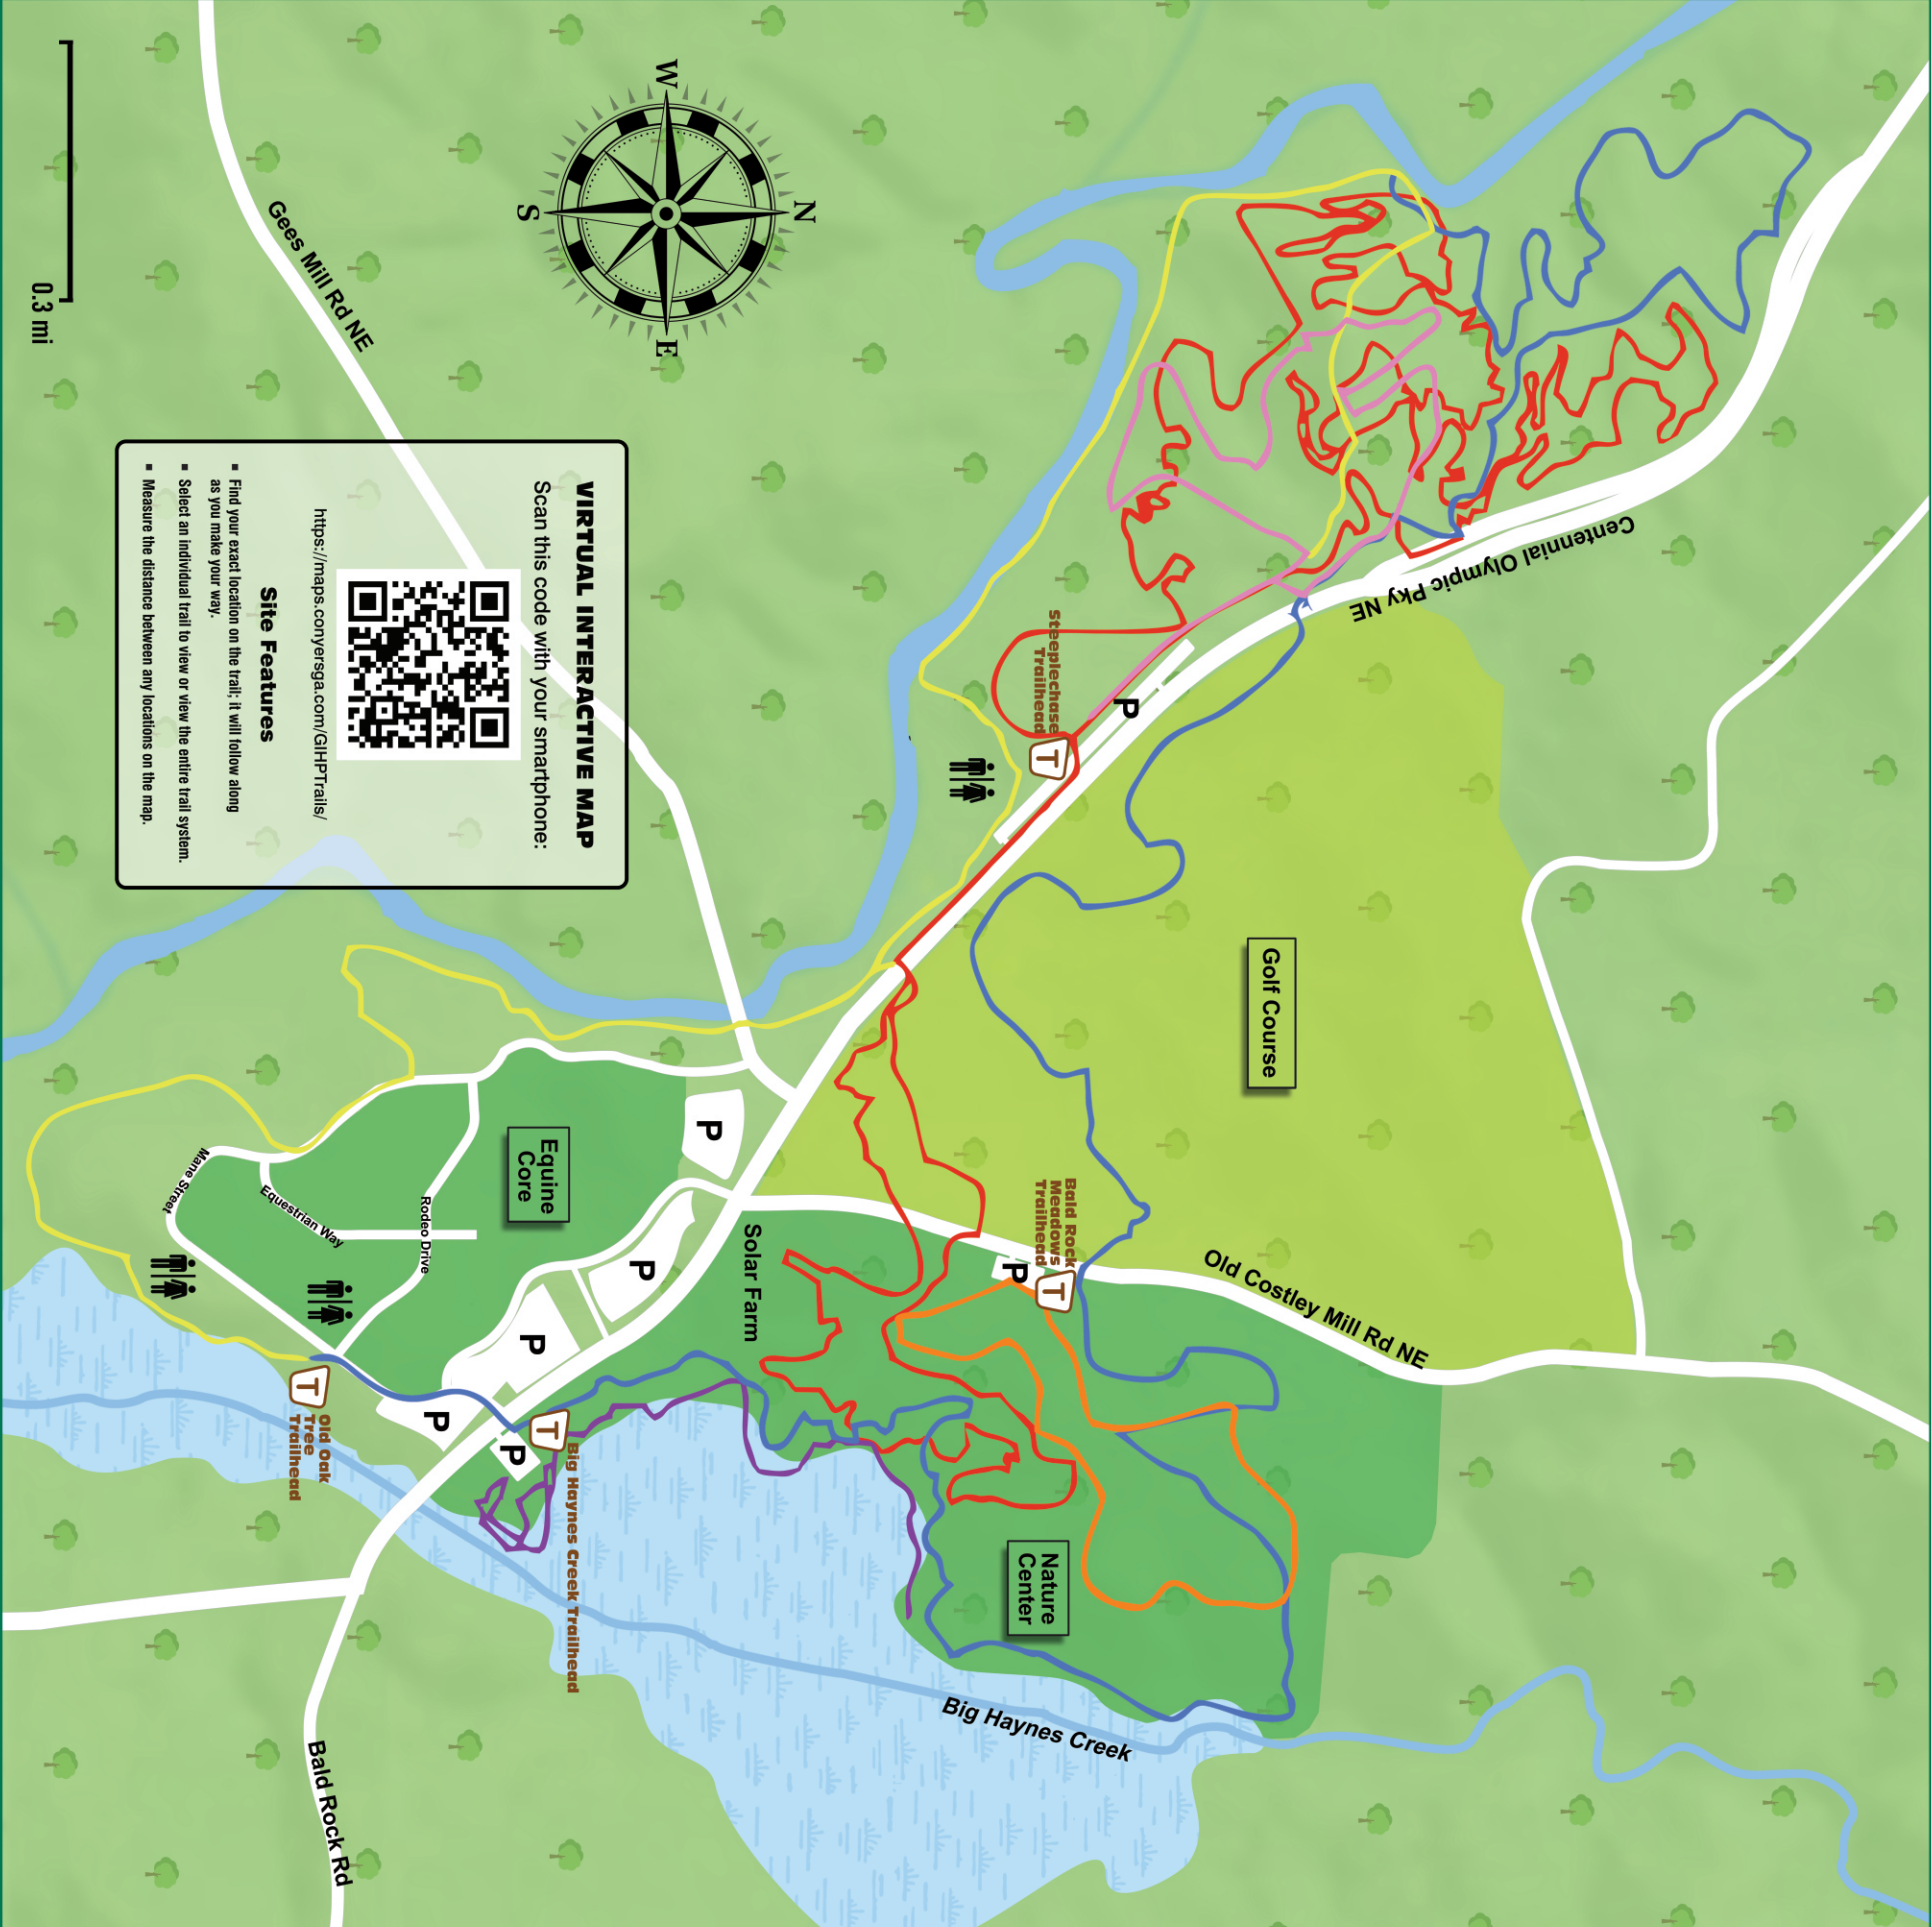 Centennial Olympic Pky NE
Golf Course
Old Costley Mill Rd NE
Steeplechase
Trailhead
T
P
Bald Rock
Meadows
Trailhead
T
P
Nature
Center
Big Haynes Creek
N
W
E
S
Solar Farm
P
P
P
P
P
Equine
Core
Big Haynes Creek Trailhead
T
Rodeo Drive
Equestrian Way
Mane Street
Old Oak
Tree
Trailhead
T
Bald Rock Rd
Gees Mill Rd NE
VIRTUAL INTERACTIVE MAP
Scan this code with your smartphone:
https://maps.conyersga.com/GIHPTrails/
Site Features
▪ Find your exact location on the trail; it will follow along
as you make your way.
▪ Select an individual trail to view or view the entire trail system.
▪ Measure the distance between any locations on the map.
0.3 mi